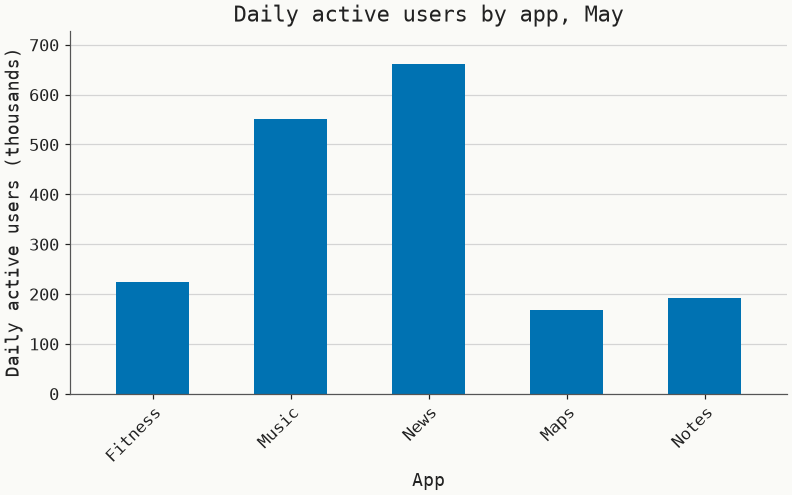 Daily active users by app, May
Daily active users (thousands)
700
600
500
400
300
200
100
0
Fitness
Music
News
Maps
Notes
App